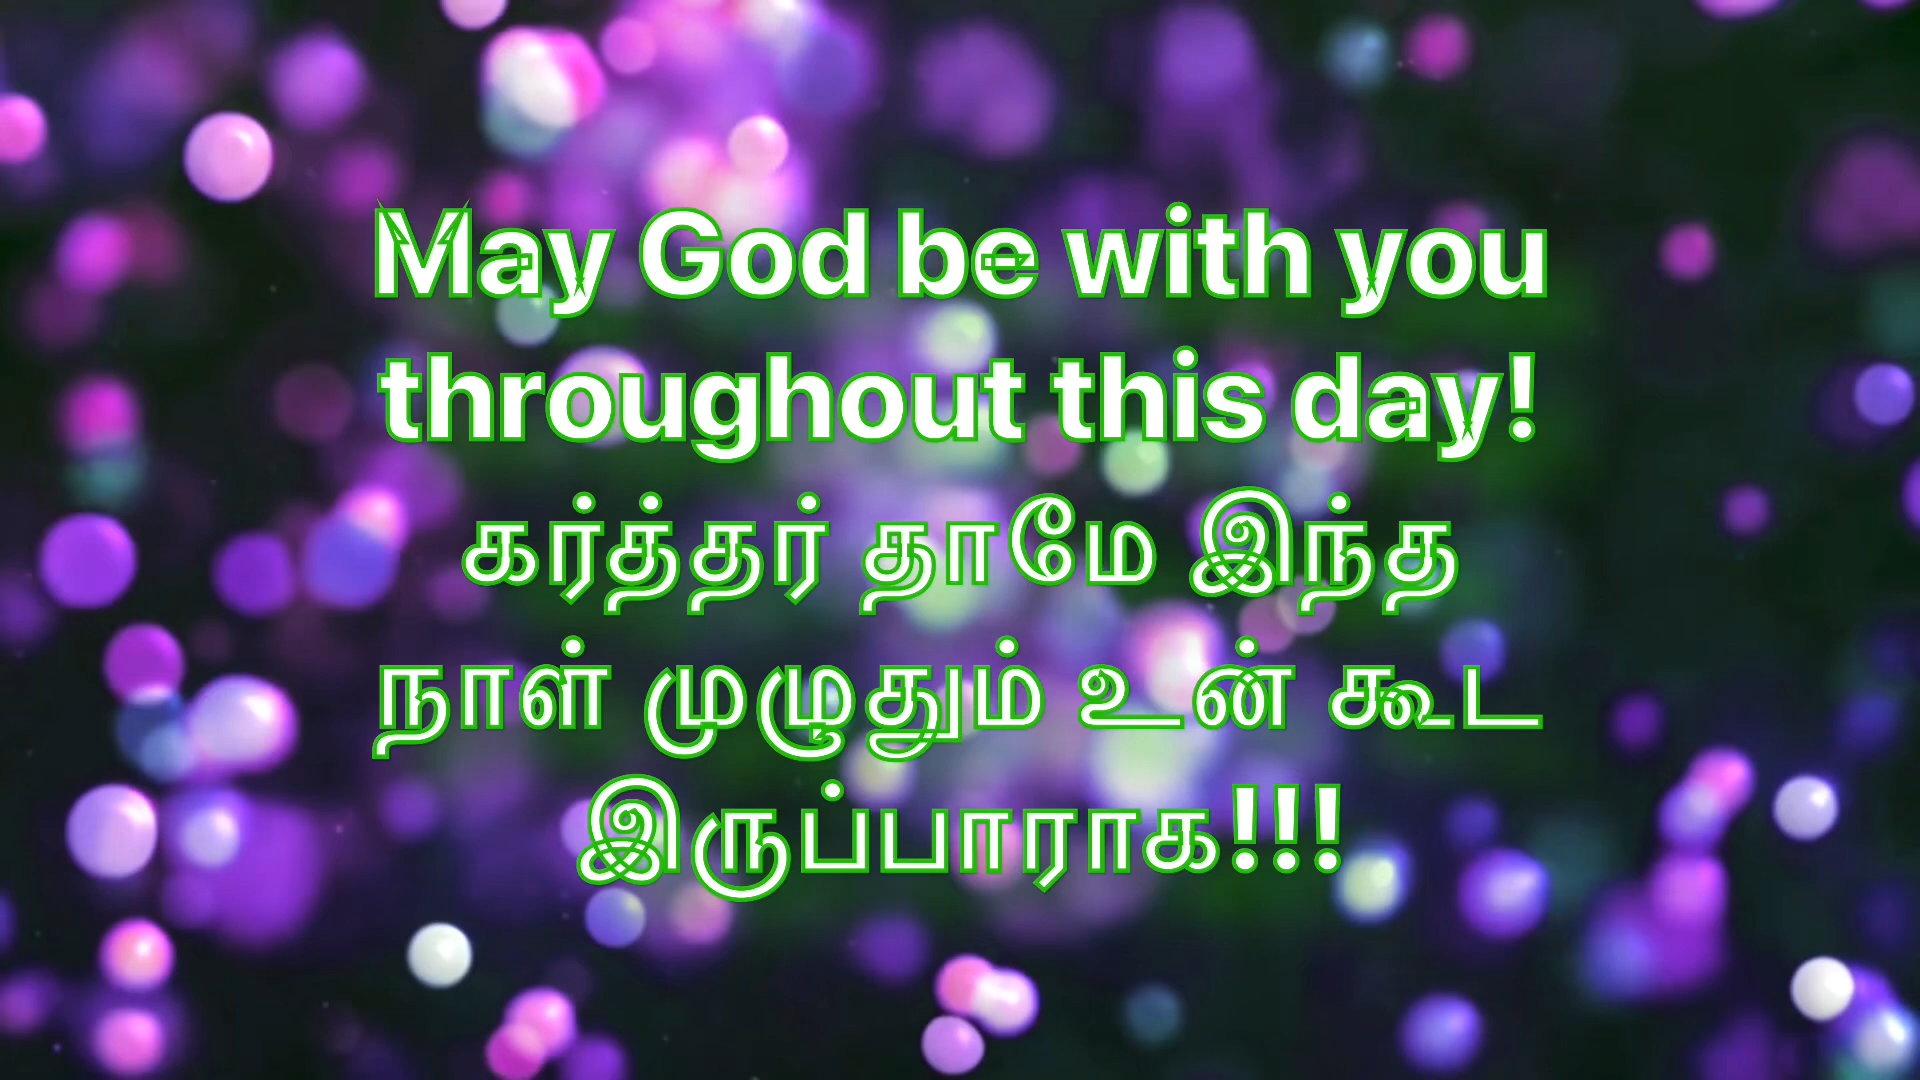 May God be with you
throughout this day!
கர்த்தர் தாமே இந்த
நாள் முழுதும் உன் கூட
இருப்பாராக!!!